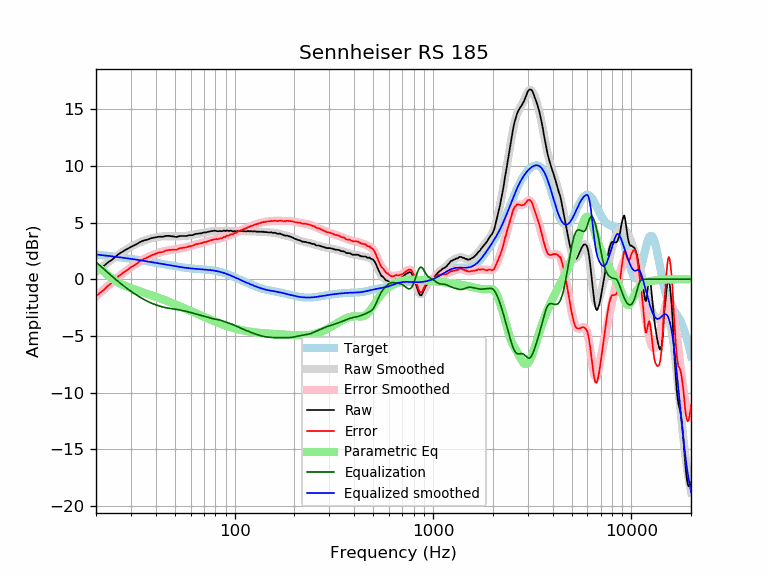 Sennheiser RS 185
Amplitude (dBr)
15
10
5
0
−5
−10
−15
−20
100
1000
10000
Frequency (Hz)
Target
Raw Smoothed
Error Smoothed
Raw
Error
Parametric Eq
Equalization
Equalized smoothed